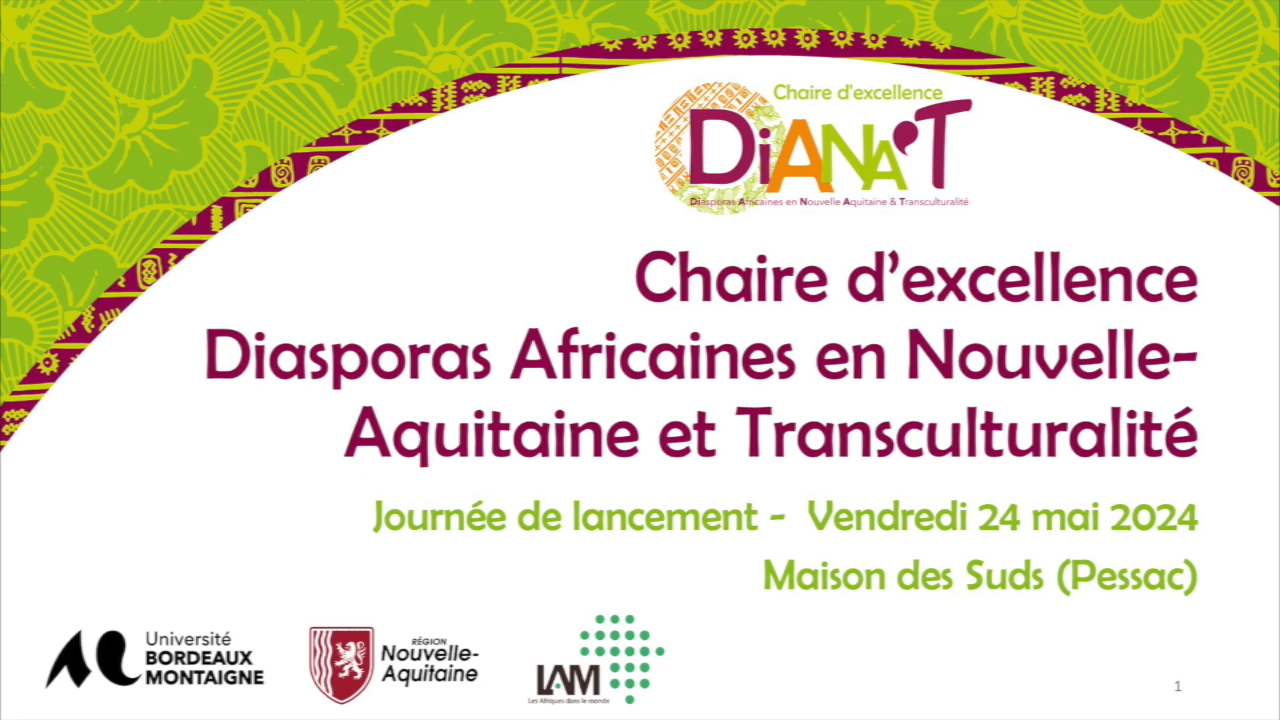 Chaire d'excellence
DiANA'T
Diasporas Africaines en Nouvelle Aquitaine & Transculturalité
Chaire d’excellence
Diasporas Africaines en Nouvelle-
Aquitaine et Transculturalité
Journée de lancement - Vendredi 24 mai 2024
Maison des Suds (Pessac)
Université
BORDEAUX
MONTAIGNE
RÉGION
Nouvelle-
Aquitaine
LAM
Les Afriques dans le monde
1